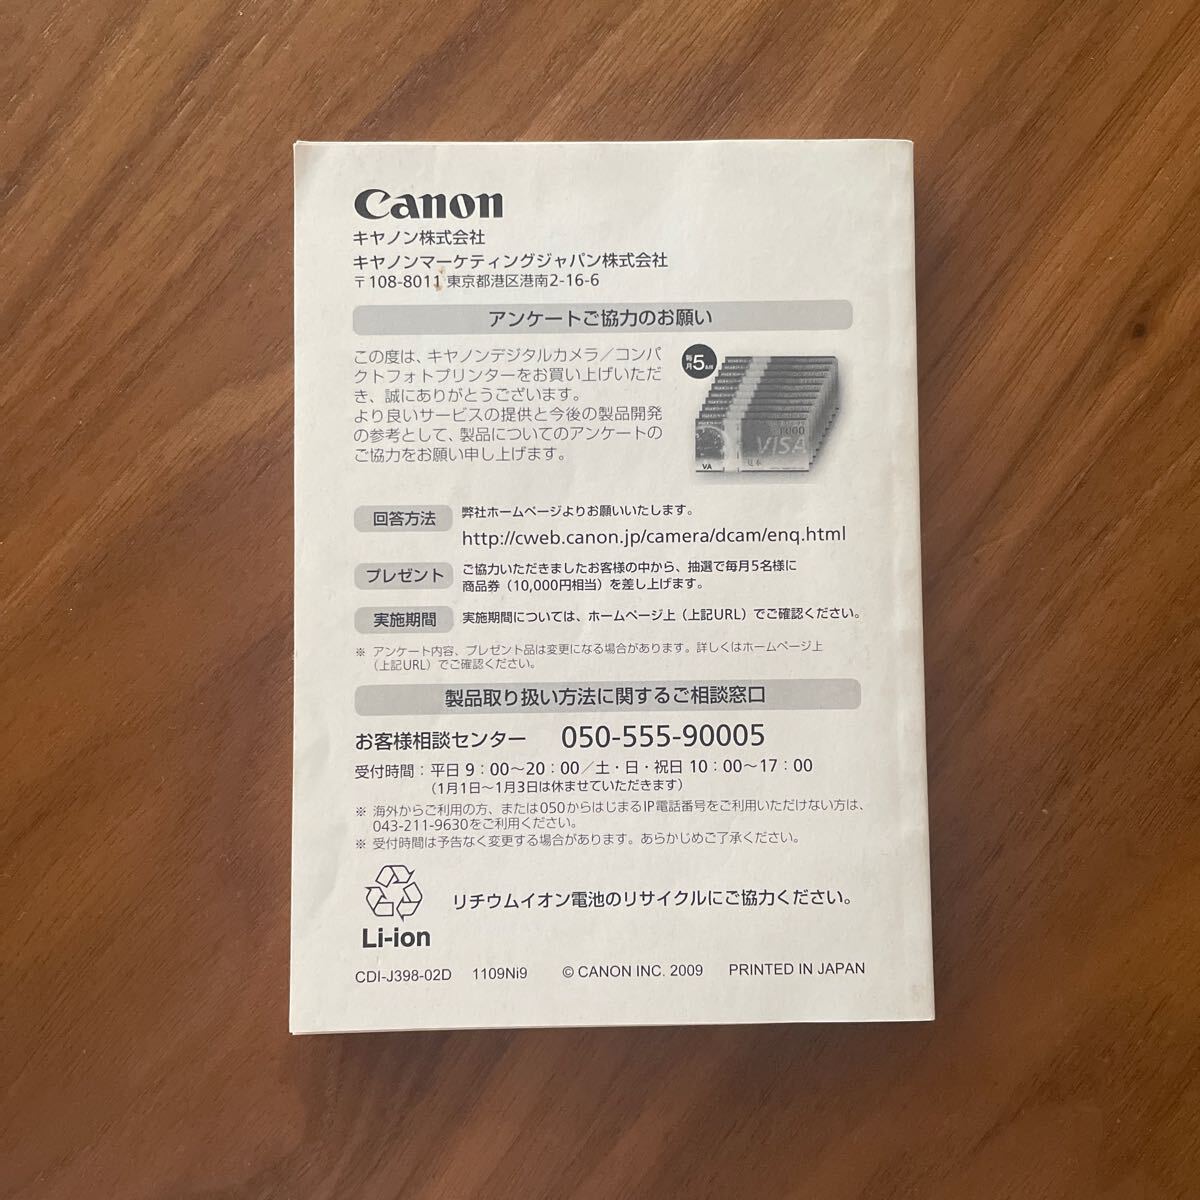 Canon
キヤノン株式会社
キヤノンマーケティングジャパン株式会社
〒108-8011 東京都港区港南2-16-6
アンケートご協力のお願い
この度は、キヤノンデジタルカメラ／コンパ
クトフォトプリンターをお買い上げいただ
き、誠にありがとうございます。
より良いサービスの提供と今後の製品開発
の参考として、製品についてのアンケートの
ご協力をお願い申し上げます。
毎月5名様
VISA
VA
見本
回答方法
弊社ホームページよりお願いいたします。
http://cweb.canon.jp/camera/dcam/enq.html
プレゼント
ご協力いただきましたお客様の中から、抽選で毎月5名様に
商品券（10,000円相当）を差し上げます。
実施期間
実施期間については、ホームページ上（上記URL）でご確認ください。
※ アンケート内容、プレゼント品は変更になる場合があります。詳しくはホームページ上
（上記URL）でご確認ください。
製品取り扱い方法に関するご相談窓口
お客様相談センター 050-555-90005
受付時間：平日 9：00～20：00／土・日・祝日 10：00～17：00
（1月1日～1月3日は休ませていただきます）
※ 海外からご利用の方、または050からはじまるIP電話番号をご利用いただけない方は、
043-211-9630をご利用ください。
※ 受付時間は予告なく変更する場合があります。あらかじめご了承ください。
リチウムイオン電池のリサイクルにご協力ください。
Li-ion
CDI-J398-02D 1109Ni9 © CANON INC. 2009 PRINTED IN JAPAN